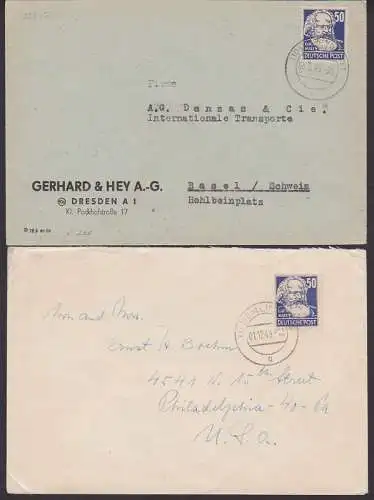 50
DEUTSCHE POST
Firma
A.G. Danzas & Cie.
Internationale Transporte
GERHARD & HEY A.-G.
DRESDEN A 1
Kl. Packhofstraße 17
Basel / Schweiz
Hohlbeinplatz
50
DEUTSCHE POST
Mr. and Mrs.
Ernst H. Boehm
4541 N. 15th Street
Philadelphia-40-Pa
U.S.A.